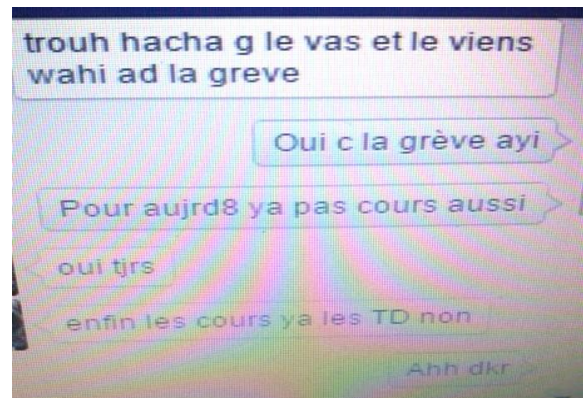 trouh hacha g le vas et le viens
wahi ad la greve
Oui c la grève ayi
Pour aujrd8 ya pas cours aussi
oui tjrs
enfin les cours ya les TD non
Ahh dkr